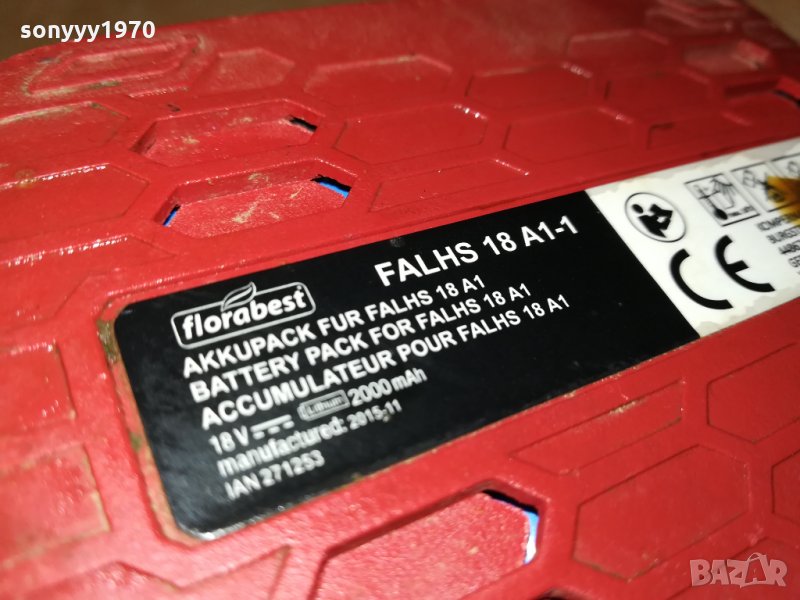 sonyyy1970
florabest
FALHS 18 A1-1
AKKUPACK FUR FALHS 18 A1
BATTERY PACK FOR FALHS 18 A1
ACCUMULATEUR POUR FALHS 18 A1
18 V Lithium 2000 mAh
manufactured: 2015-11
IAN 271253
CE
BAZAR